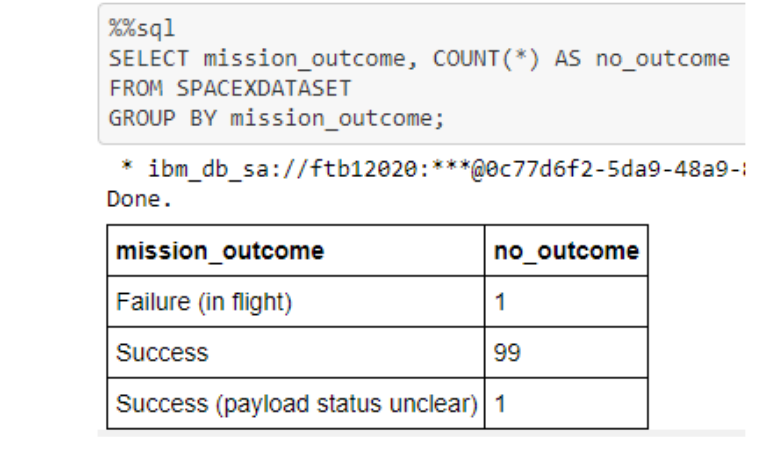 %%sql
SELECT mission_outcome, COUNT(*) AS no_outcome
FROM SPACEXDATASET
GROUP BY mission_outcome;
* ibm_db_sa://ftb12020:***@0c77d6f2-5da9-48a9-
Done.
mission_outcome no_outcome
Failure (in flight) 1
Success 99
Success (payload status unclear) 1